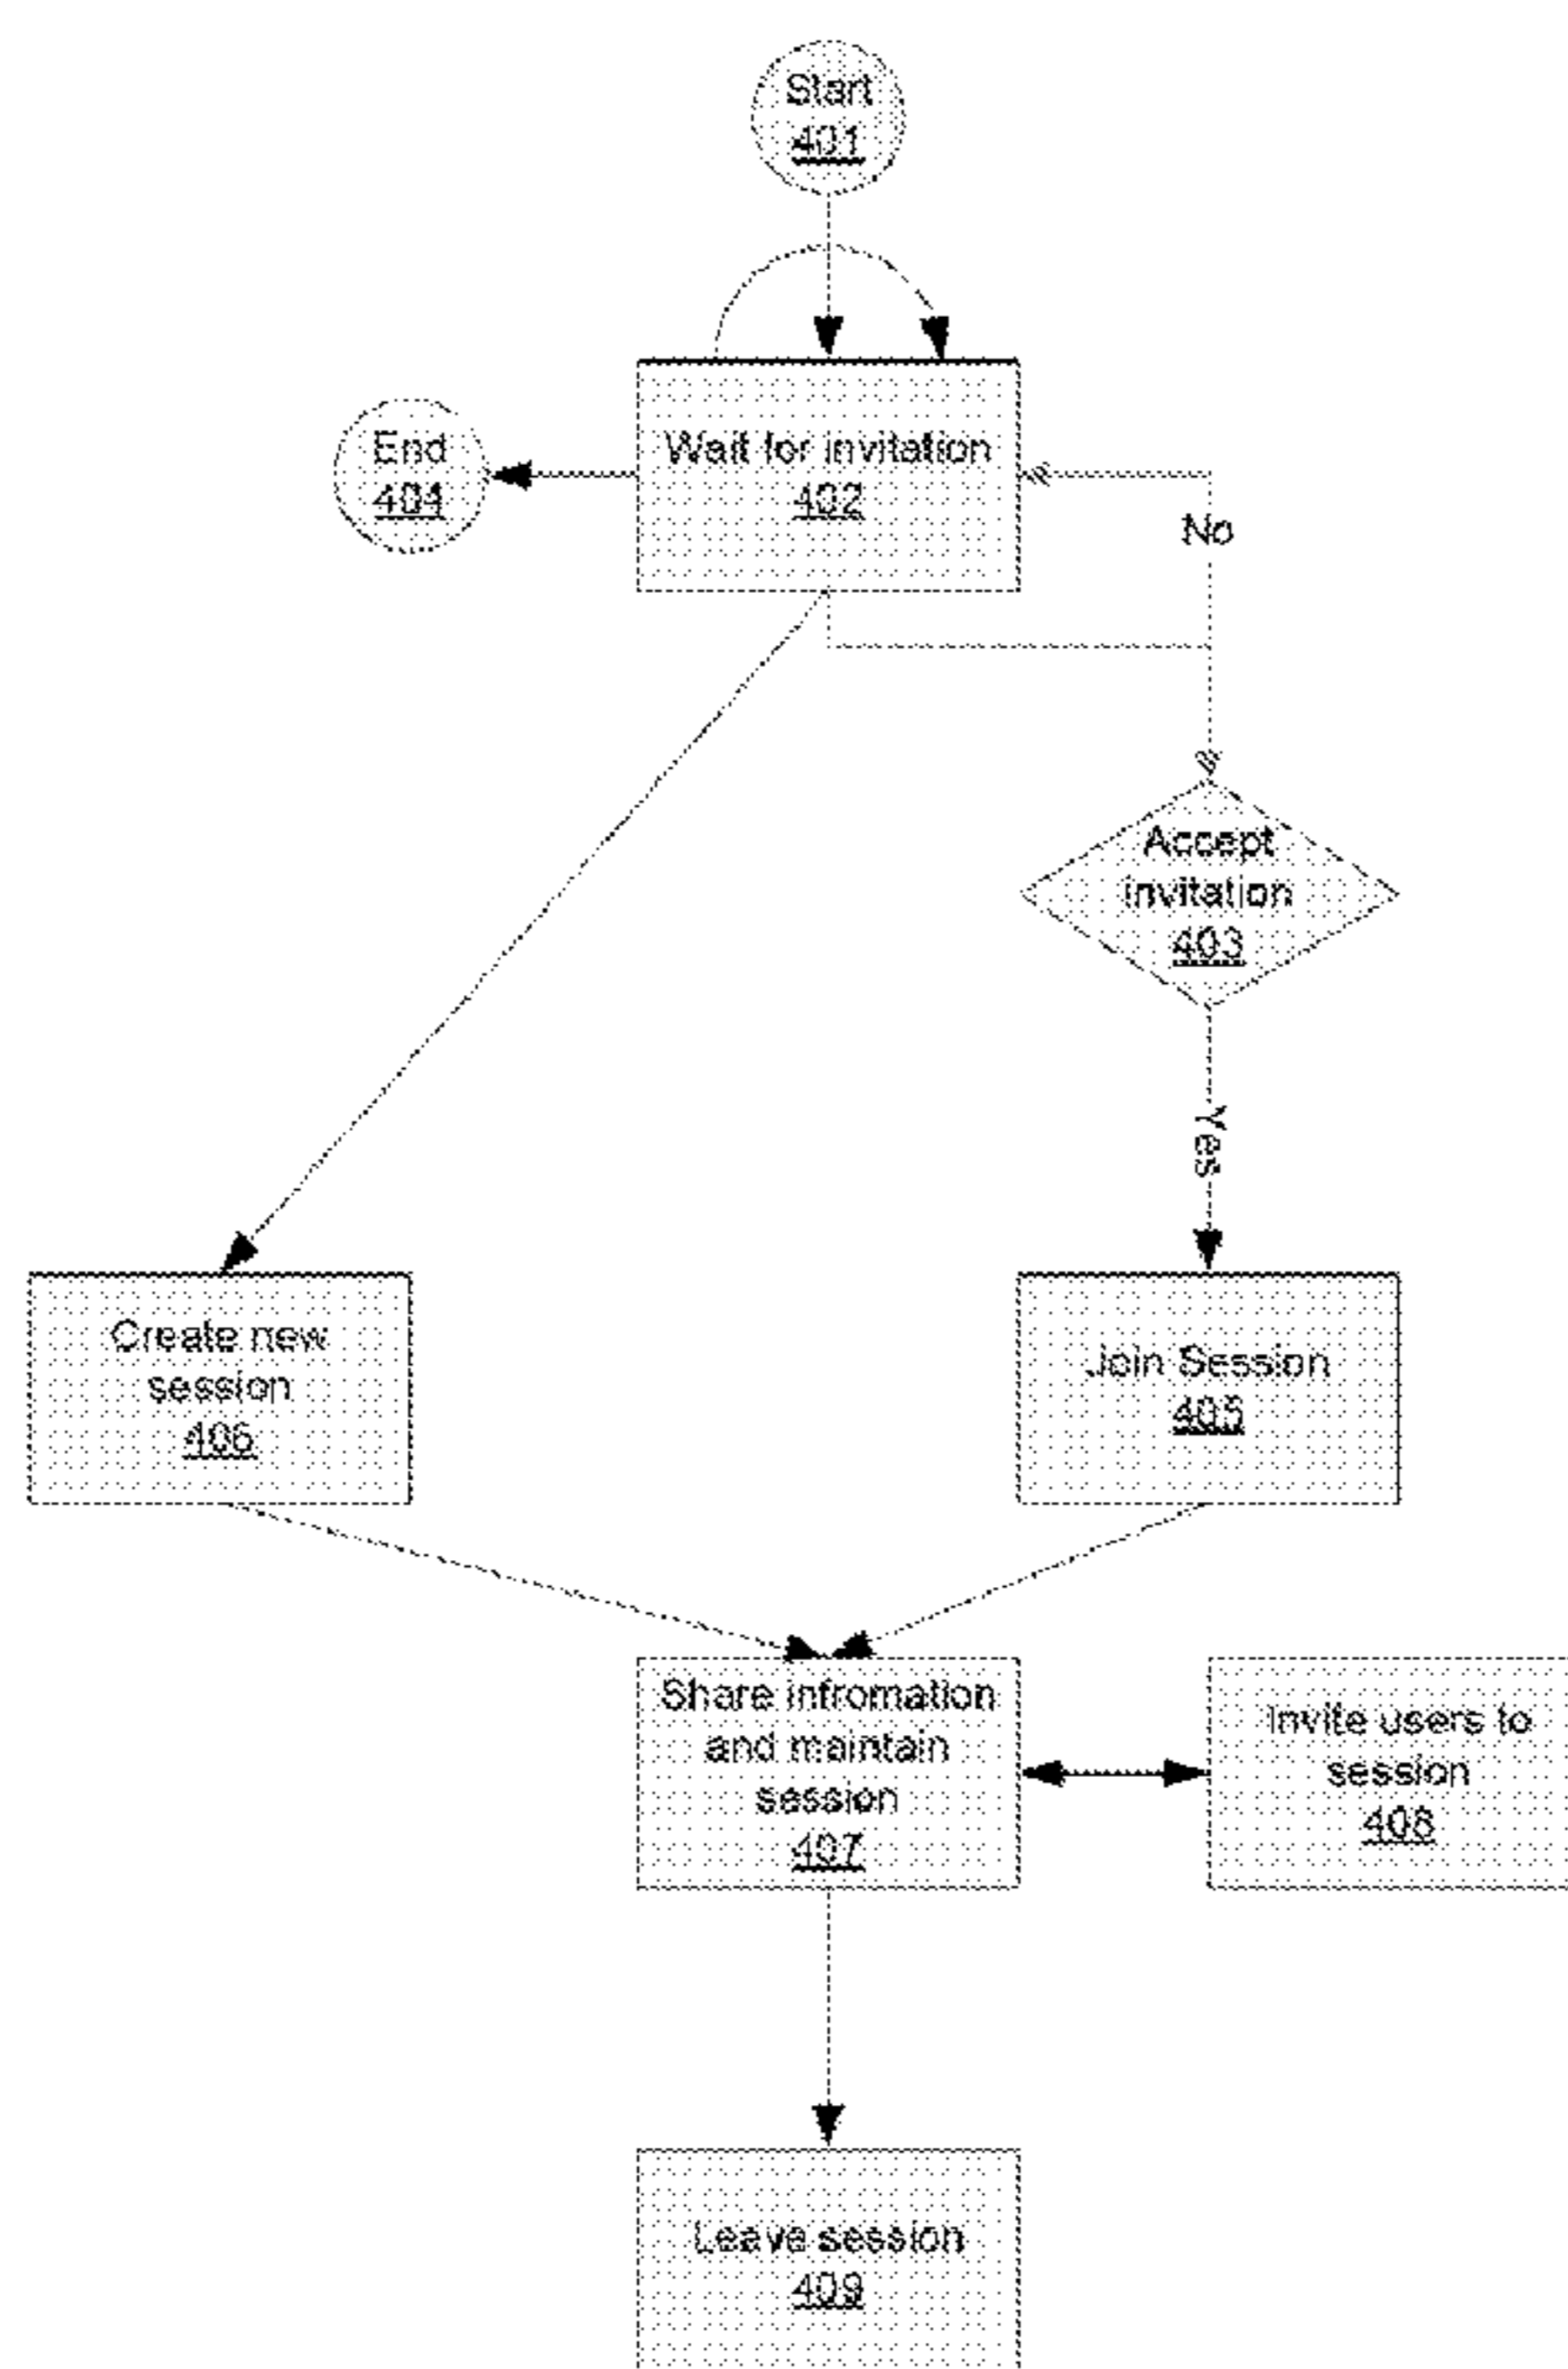 Start
401
Wait for invitation
402
End
404
No
Accept
invitation
403
Yes
Create new
session
406
Join Session
405
Share infromation
and maintain
session
407
Invite users to
session
408
Leave session
409